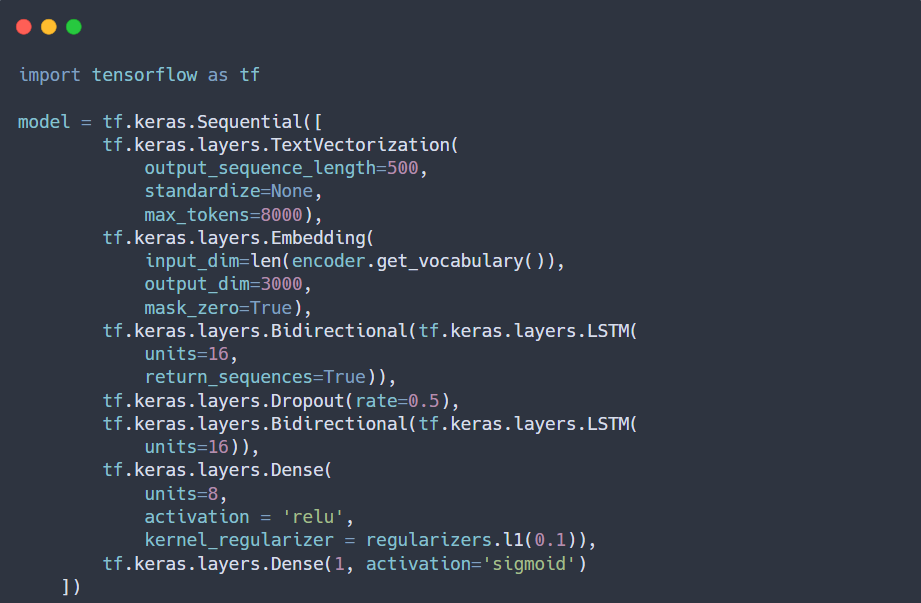 import tensorflow as tf
model = tf.keras.Sequential([
tf.keras.layers.TextVectorization(
output_sequence_length=500,
standardize=None,
max_tokens=8000),
tf.keras.layers.Embedding(
input_dim=len(encoder.get_vocabulary()),
output_dim=3000,
mask_zero=True),
tf.keras.layers.Bidirectional(tf.keras.layers.LSTM(
units=16,
return_sequences=True)),
tf.keras.layers.Dropout(rate=0.5),
tf.keras.layers.Bidirectional(tf.keras.layers.LSTM(
units=16)),
tf.keras.layers.Dense(
units=8,
activation = 'relu',
kernel_regularizer = regularizers.l1(0.1)),
tf.keras.layers.Dense(1, activation='sigmoid')
])